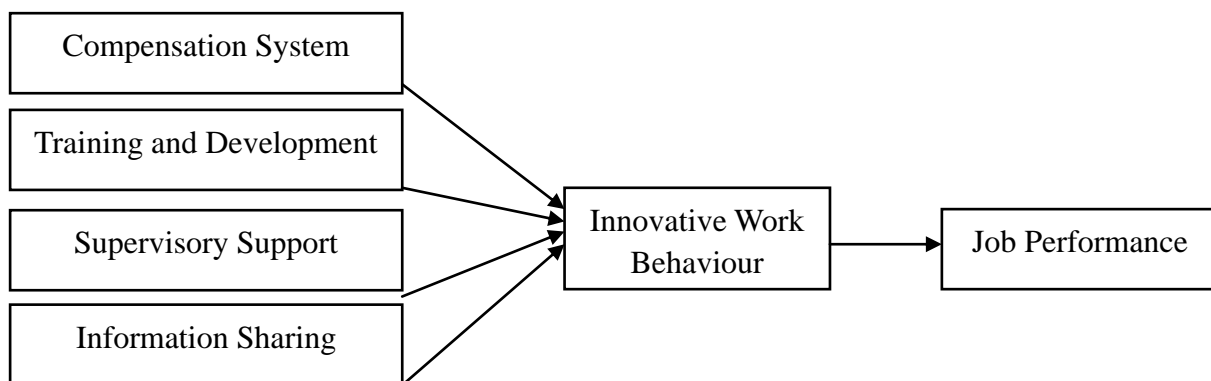 Compensation System
Training and Development
Supervisory Support
Information Sharing
Innovative Work
Behaviour
Job Performance